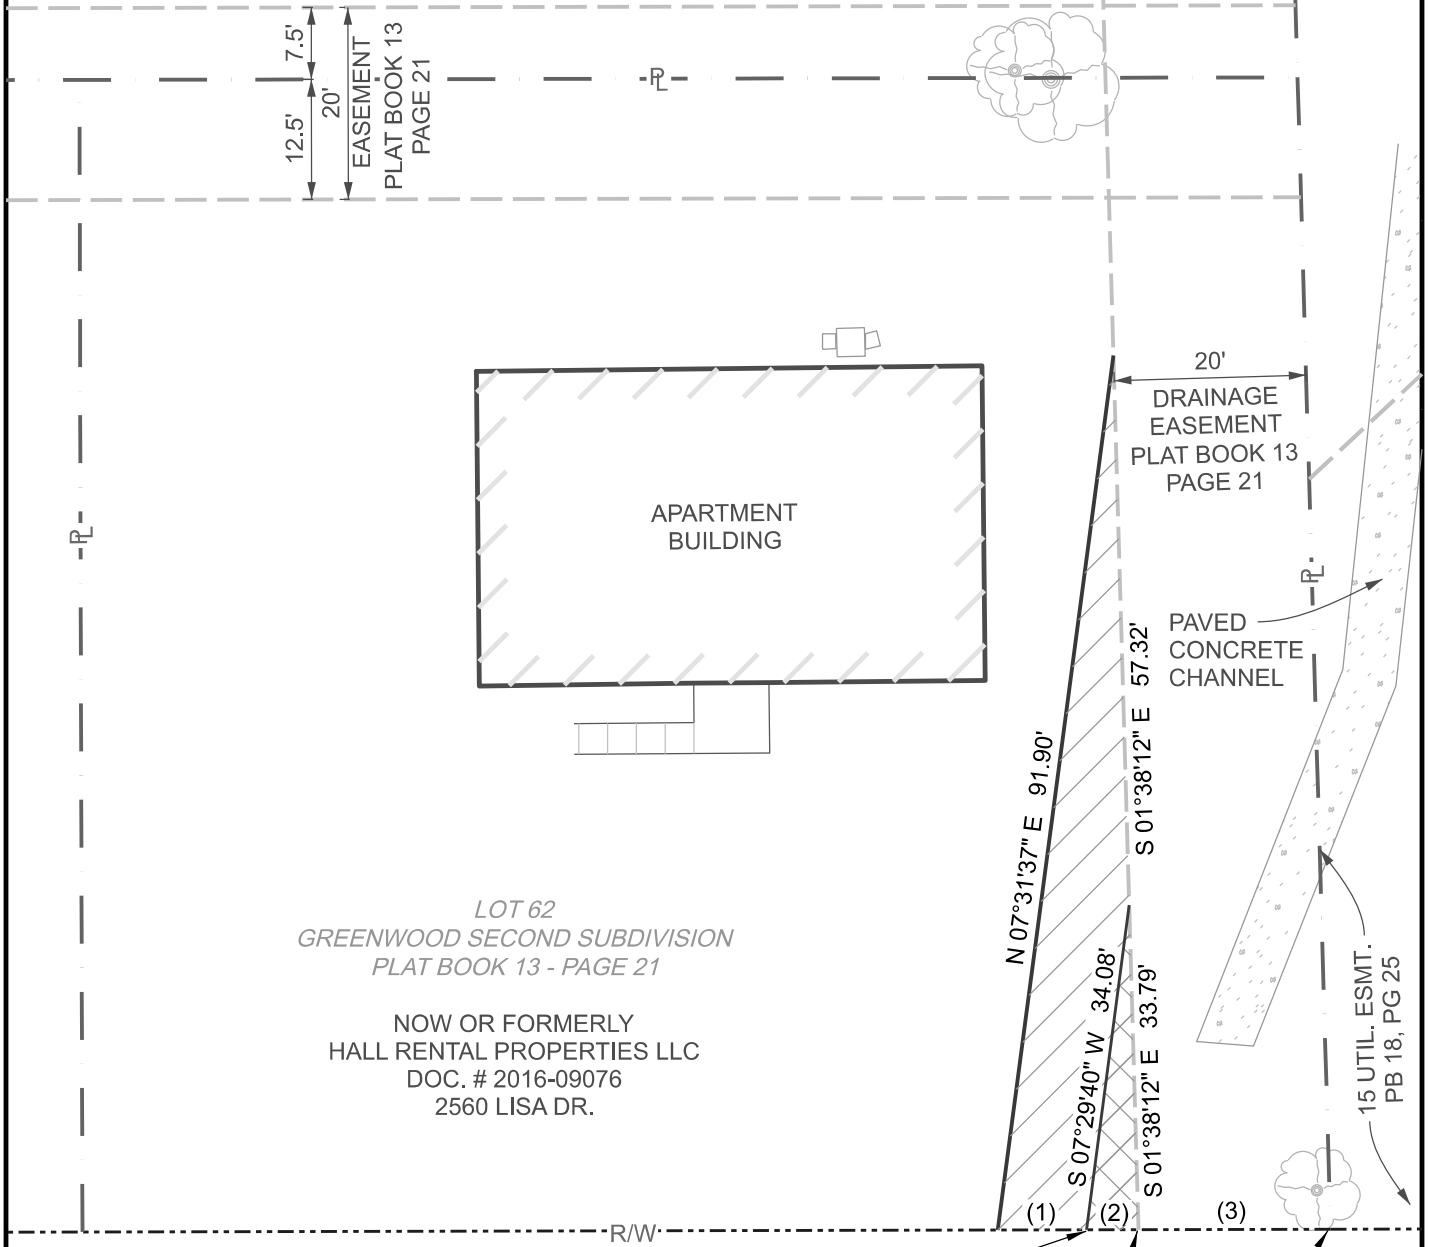 7.5'
12.5'
20'
EASEMENT
PLAT BOOK 13
PAGE 21
PL
20'
DRAINAGE
EASEMENT
PLAT BOOK 13
PAGE 21
APARTMENT
BUILDING
PL
PL
PAVED
CONCRETE
CHANNEL
S 01°38'12" E 57.32'
N 07°31'37" E 91.90'
LOT 62
GREENWOOD SECOND SUBDIVISION
PLAT BOOK 13 - PAGE 21
NOW OR FORMERLY
HALL RENTAL PROPERTIES LLC
DOC. # 2016-09076
2560 LISA DR.
S 07°29'40" W 34.08'
S 01°38'12" E 33.79'
15 UTIL. ESMT.
PB 18, PG 25
(1)
(2)
(3)
R/W